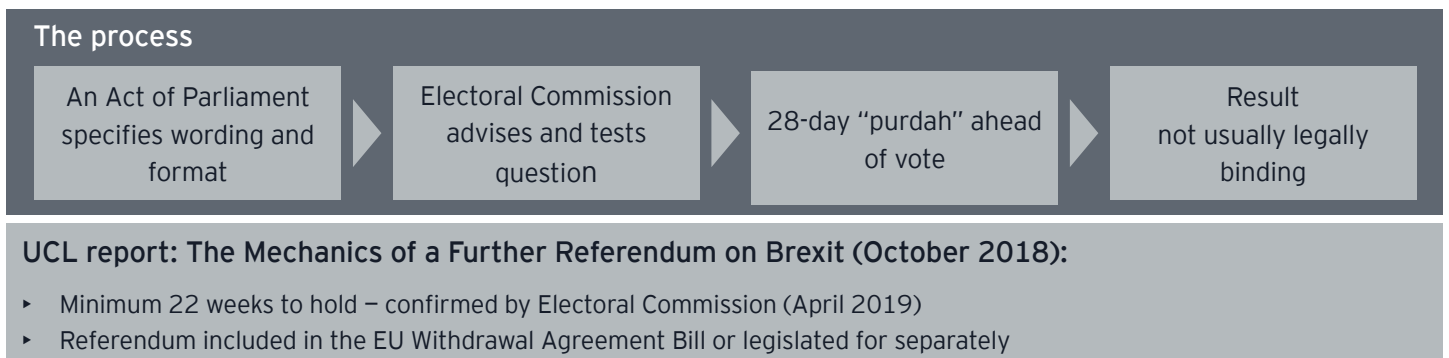 The process
An Act of Parliament
specifies wording and
format
Electoral Commission
advises and tests
question
28-day “purdah” ahead
of vote
Result
not usually legally
binding
UCL report: The Mechanics of a Further Referendum on Brexit (October 2018):
‣ Minimum 22 weeks to hold – confirmed by Electoral Commission (April 2019)
‣ Referendum included in the EU Withdrawal Agreement Bill or legislated for separately